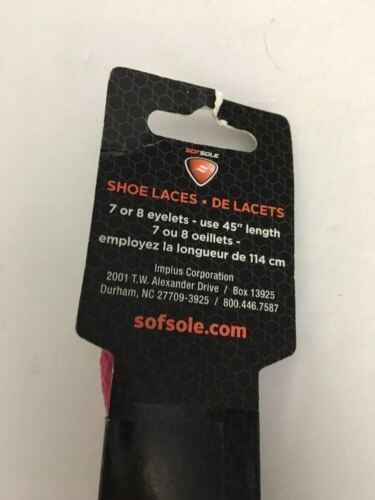 SOFSOLE
SHOE LACES • DE LACETS
7 or 8 eyelets - use 45" length
7 ou 8 oeillets -
employez la longueur de 114 cm
Implus Corporation
2001 T.W. Alexander Drive / Box 13925
Durham, NC 27709-3925 / 800.446.7587
sofsole.com